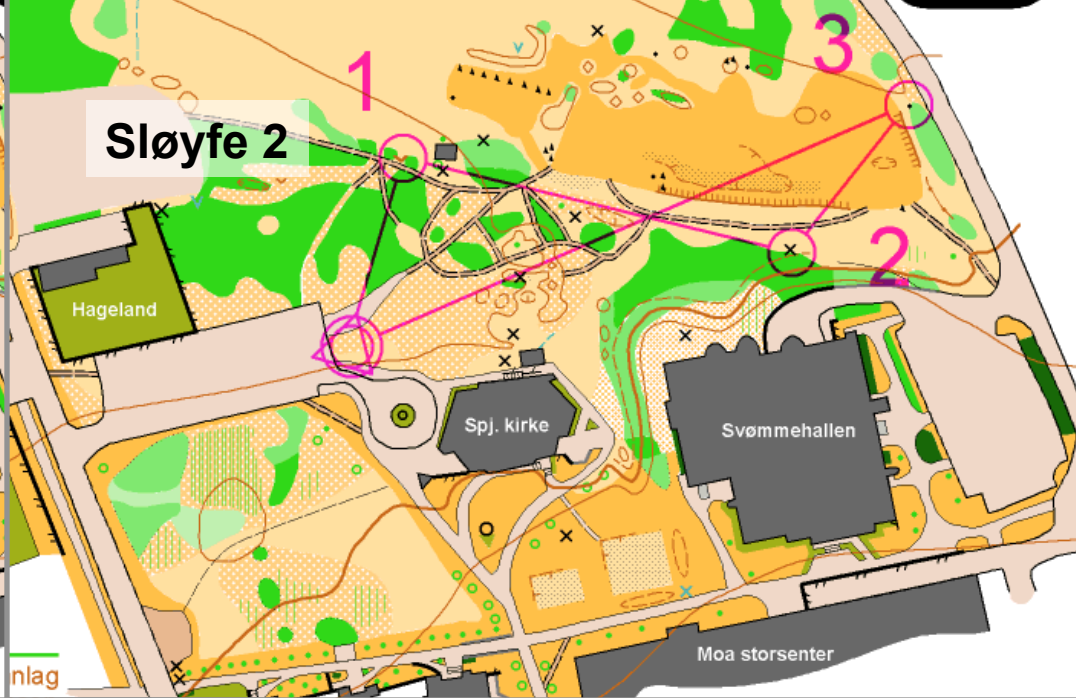 1
3
Sløyfe 2
2
Hageland
Spj. kirke
Svømmehallen
Moa storsenter
nlag